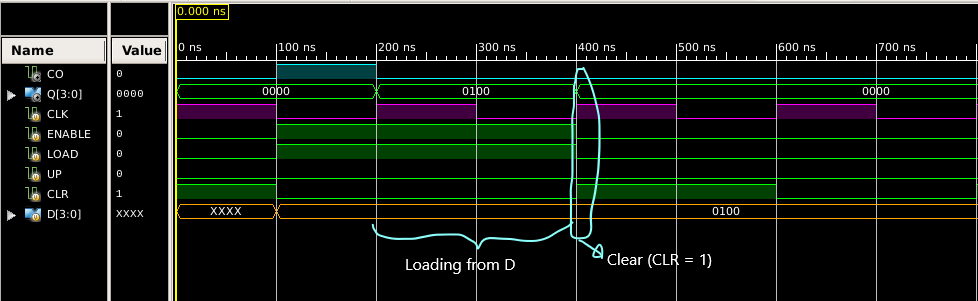 0.000 ns
Name Value 0 ns 100 ns 200 ns 300 ns 400 ns 500 ns 600 ns 700 ns
CO 0
Q[3:0] 0000 0000 0100 0000
CLK 1
ENABLE 0
LOAD 0
UP 0
CLR 1
D[3:0] XXXX XXXX 0100
Loading from D Clear (CLR = 1)